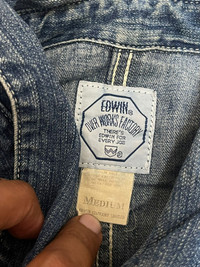 EDWIN®
OVER WORKS FACTORY
THERE'S
EDWIN FOR
EVERY JOB
W®
MEDIUM